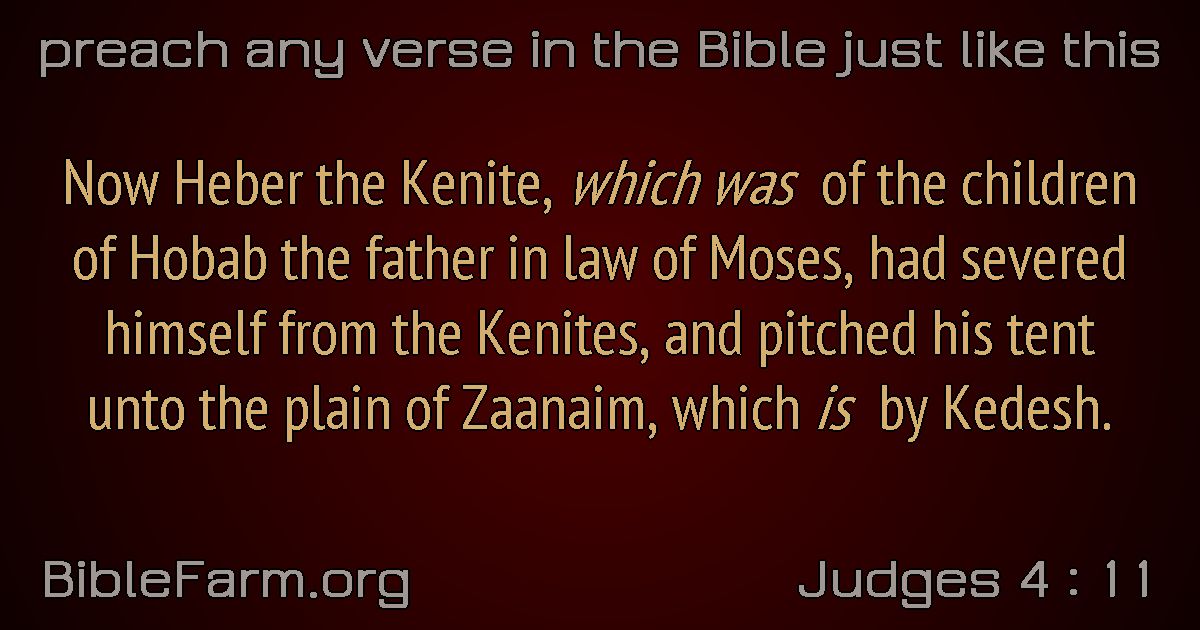 preach any verse in the Bible just like this
Now Heber the Kenite, which was of the children
of Hobab the father in law of Moses, had severed
himself from the Kenites, and pitched his tent
unto the plain of Zaanaim, which is by Kedesh.
BibleFarm.org
Judges 4 : 11